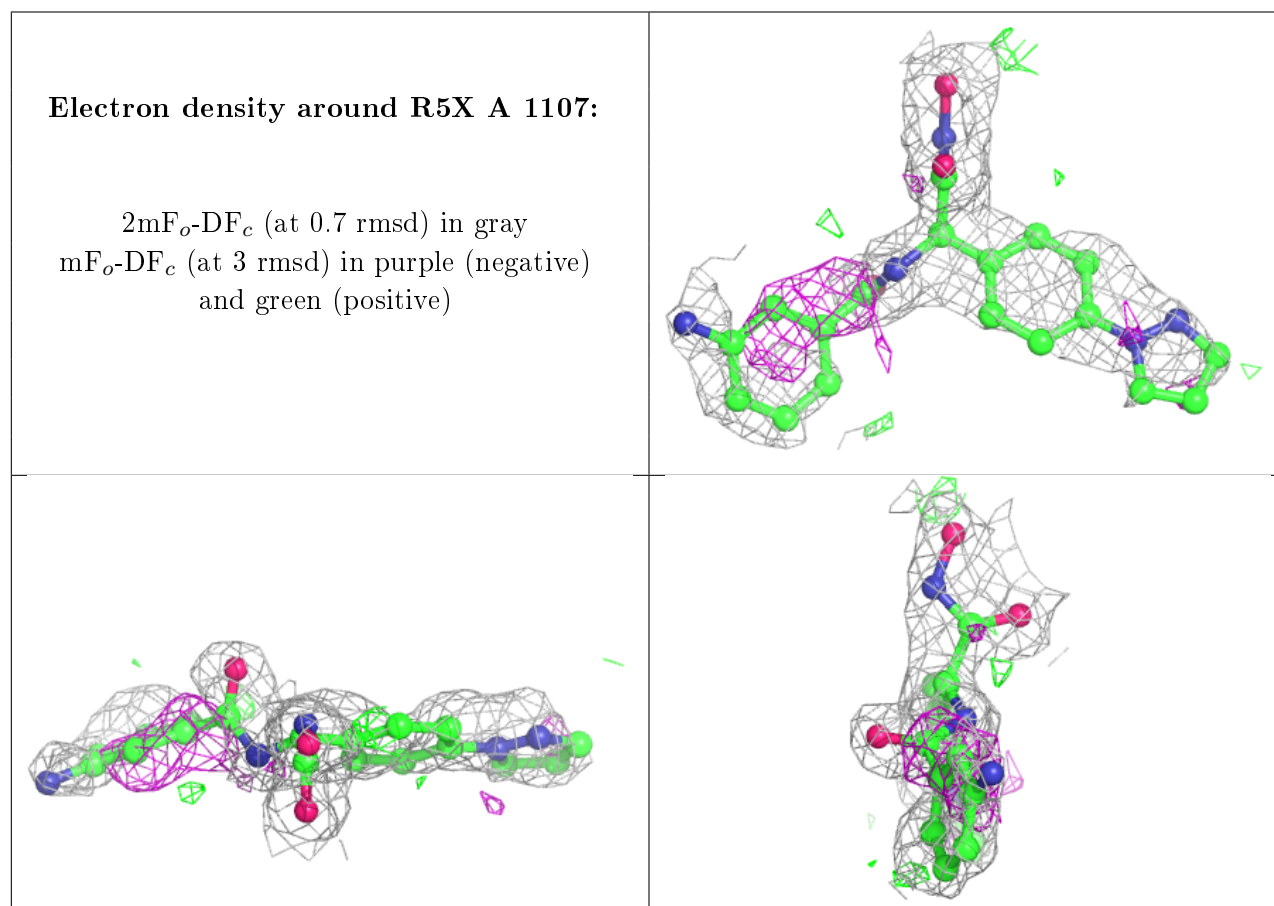 Electron density around R5X A 1107:
2mFo-DFc (at 0.7 rmsd) in gray
mFo-DFc (at 3 rmsd) in purple (negative)
and green (positive)